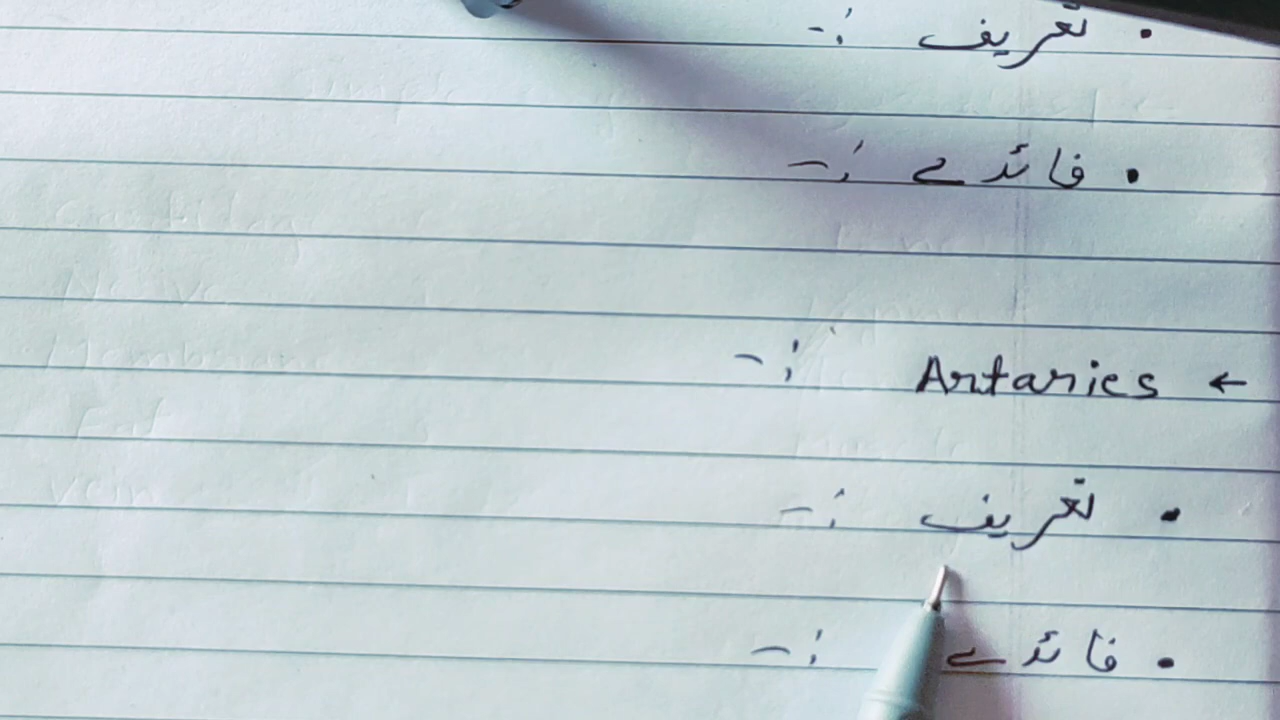 • تعریف :-
• فائدے :-
← Artaries :-
• تعریف :-
• فائدے :-